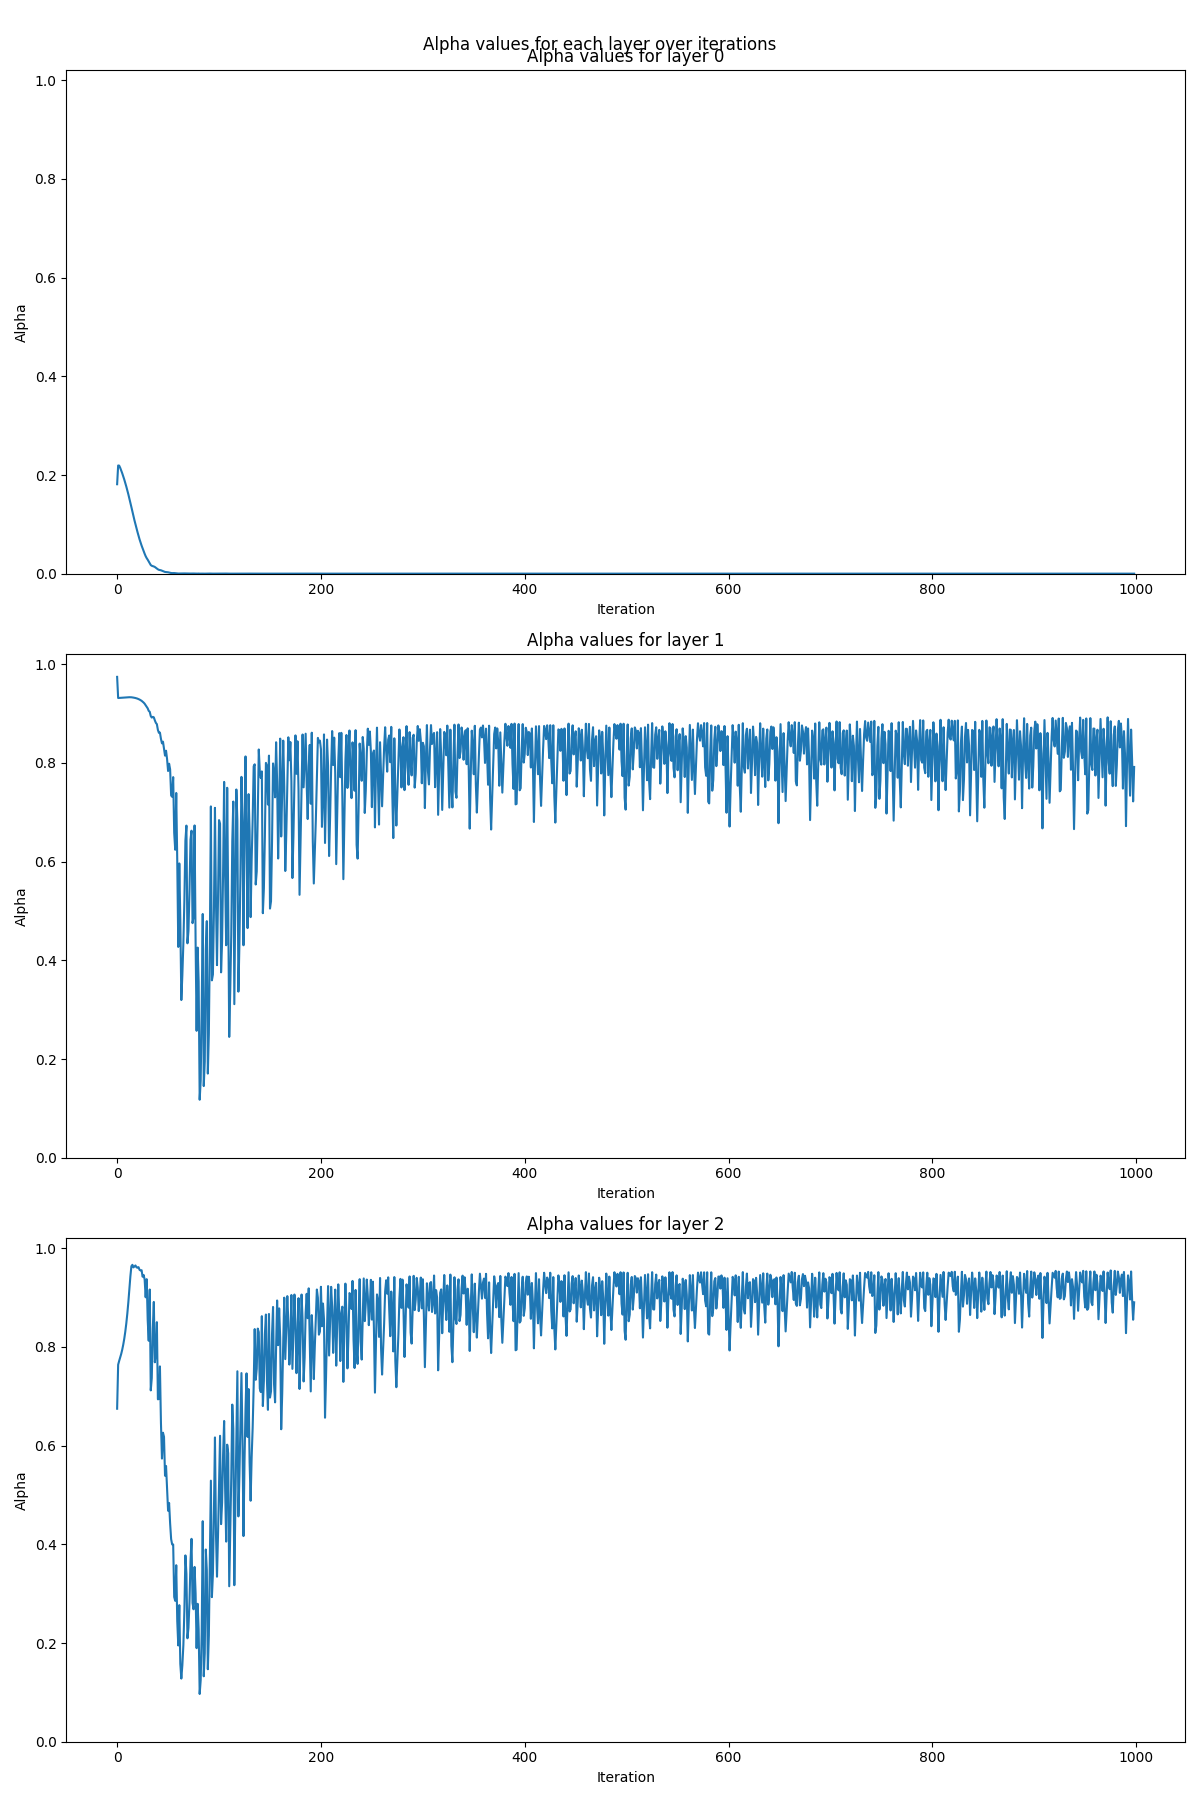 Alpha values for each layer over iterations
Alpha values for layer 0
1.0
0.8
0.6
0.4
0.2
0.0
Alpha
0 200 400 600 800 1000
Iteration
Alpha values for layer 1
1.0
0.8
0.6
0.4
0.2
0.0
Alpha
0 200 400 600 800 1000
Iteration
Alpha values for layer 2
1.0
0.8
0.6
0.4
0.2
0.0
Alpha
0 200 400 600 800 1000
Iteration